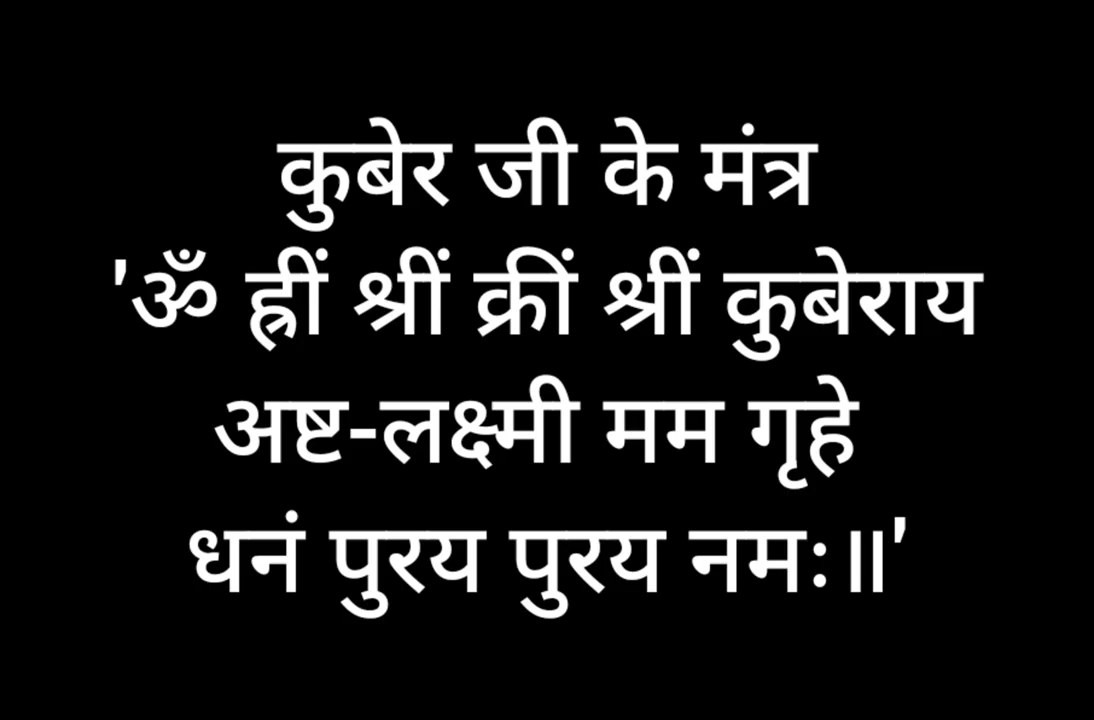 कुबेर जी के मंत्र
'ॐ ह्रीं श्रीं क्रीं श्रीं कुबेराय
अष्ट-लक्ष्मी मम गृहे
धनं पुरय पुरय नमः॥'